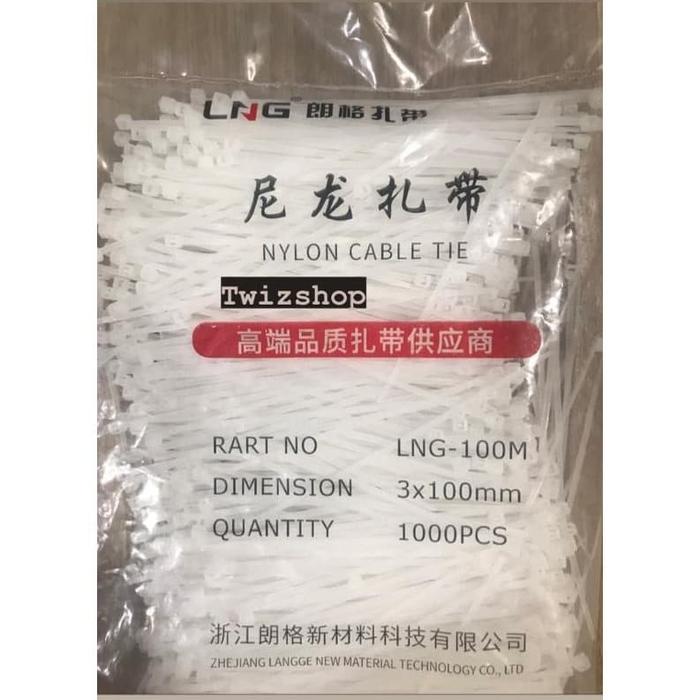 LNG® 朗格扎带
尼龙扎带
NYLON CABLE TIE
Twizshop
高端品质扎带供应商
RART NO LNG-100M
DIMENSION 3x100mm
QUANTITY 1000PCS
浙江朗格新材料科技有限公司
ZHEJIANG LANGGE NEW MATERIAL TECHNOLOGY CO., LTD